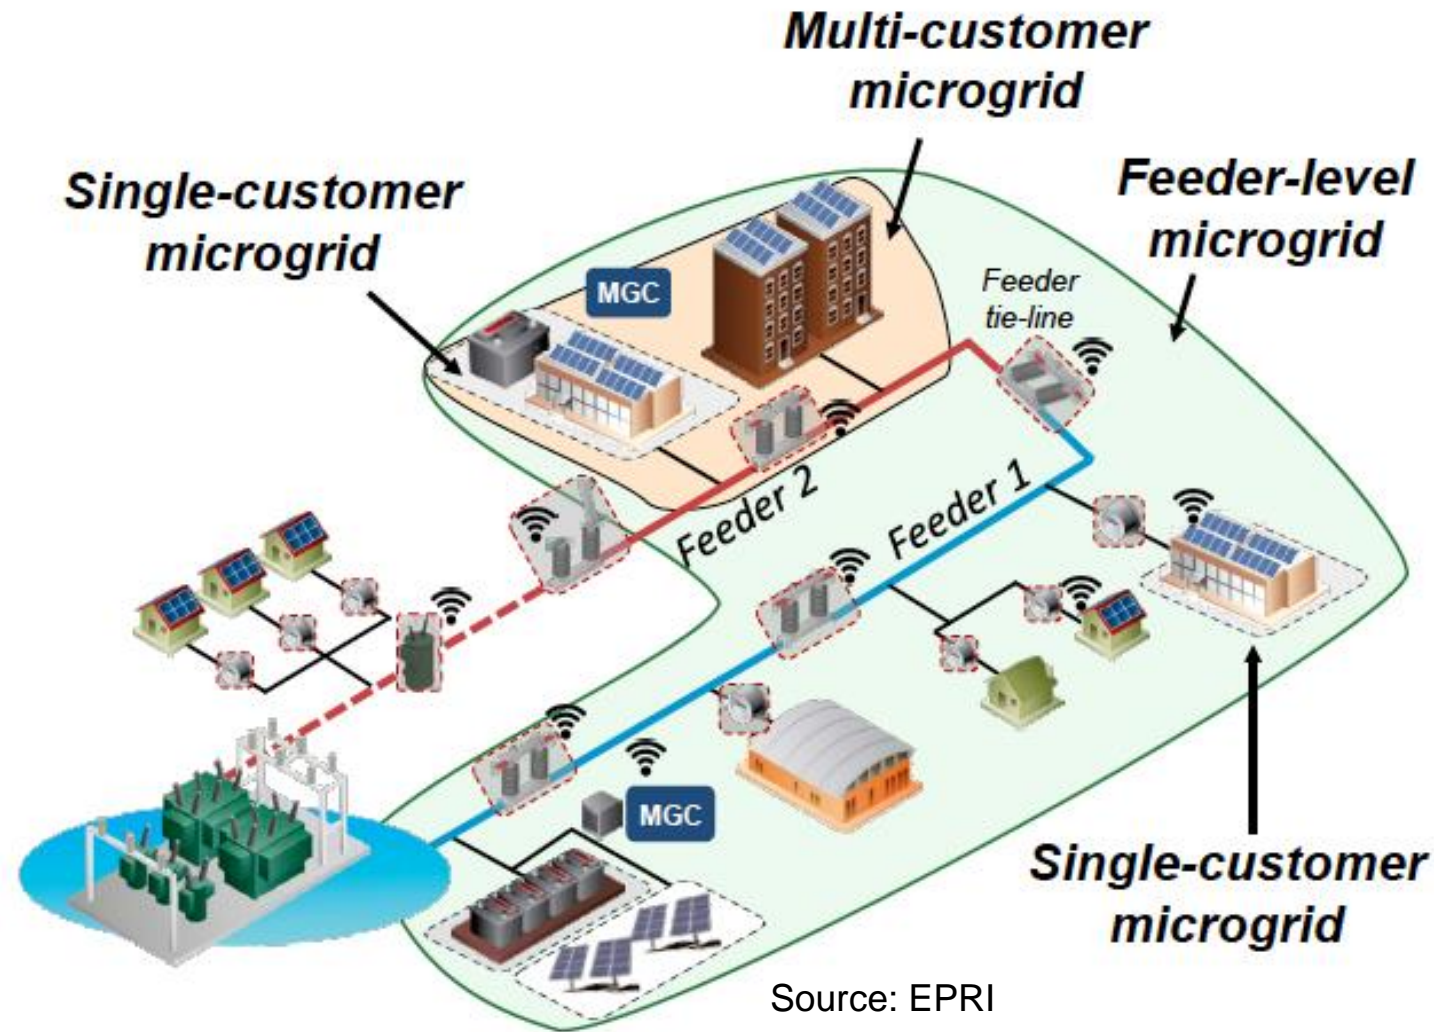 Multi-customer
microgrid
Single-customer
microgrid
Feeder-level
microgrid
Feeder
tie-line
MGC
Feeder 2
Feeder 1
MGC
Single-customer
microgrid
Source: EPRI